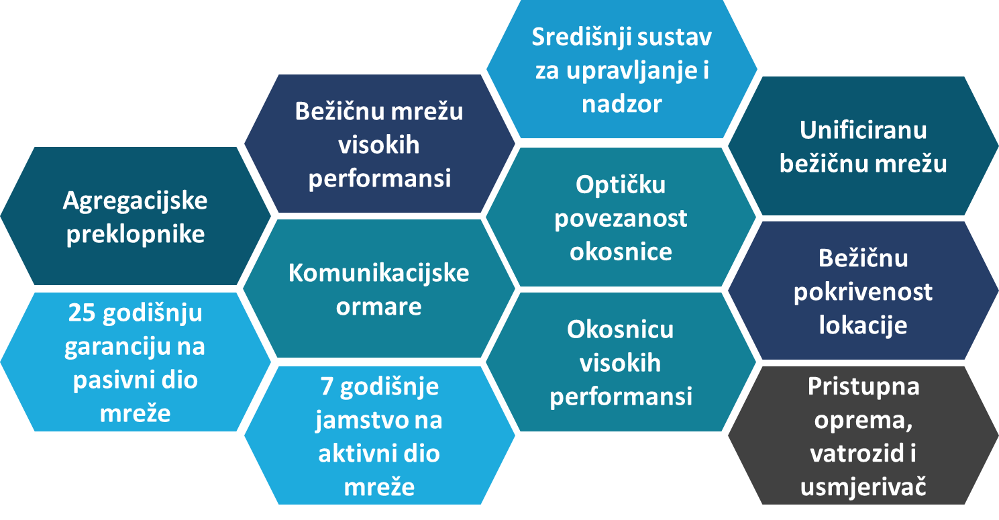 Središnji sustav
za upravljanje i
nadzor
Bežičnu mrežu
visokih
performansi
Unificiranu
bežičnu mrežu
Agregacijske
preklopnike
Optičku
povezanost
okosnice
Komunikacijske
ormare
Bežičnu
pokrivenost
lokacije
25 godišnju
garanciju na
pasivni dio
mreže
Okosnicu
visokih
performansi
7 godišnje
jamstvo na
aktivni dio
mreže
Pristupna
oprema,
vatrozid i
usmjerivač